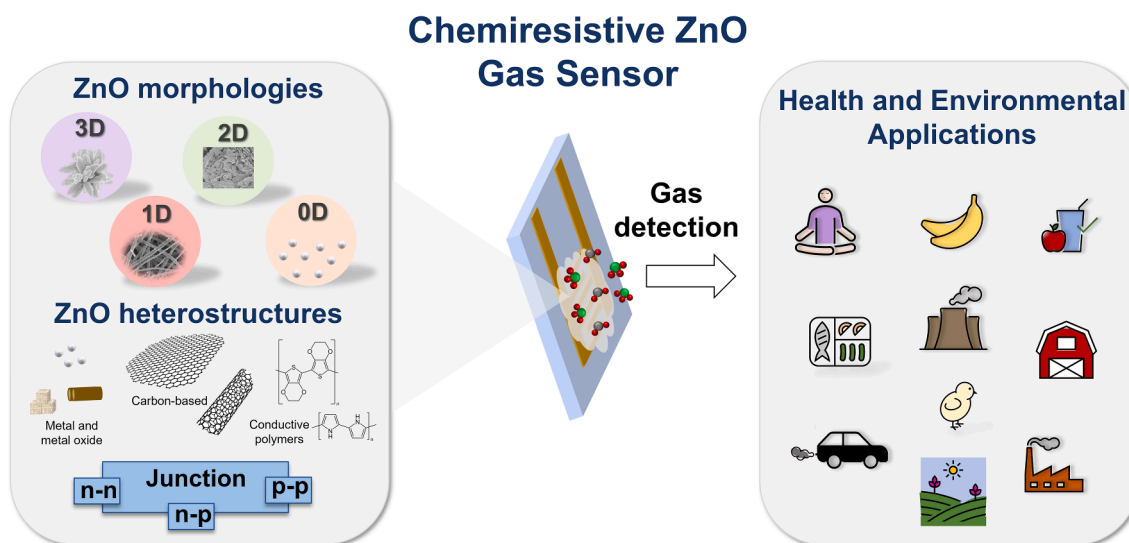 Chemiresistive ZnO
Gas Sensor
ZnO morphologies
3D
2D
1D
0D
ZnO heterostructures
Metal and
metal oxide
Carbon-based
Conductive
polymers
O
O
S
S
O
O
n
H
N
N
H
n
Junction
n-n
n-p
p-p
Gas
detection
Health and Environmental
Applications